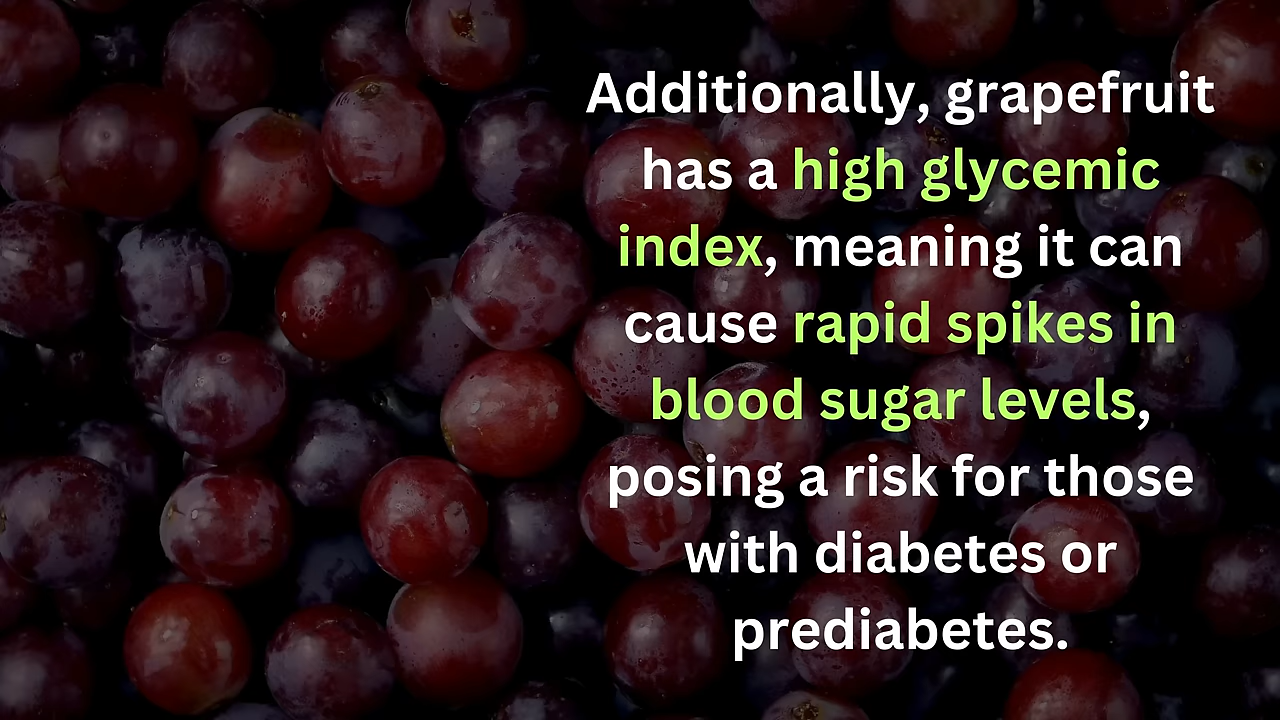 Additionally, grapefruit
has a high glycemic
index, meaning it can
cause rapid spikes in
blood sugar levels,
posing a risk for those
with diabetes or
prediabetes.